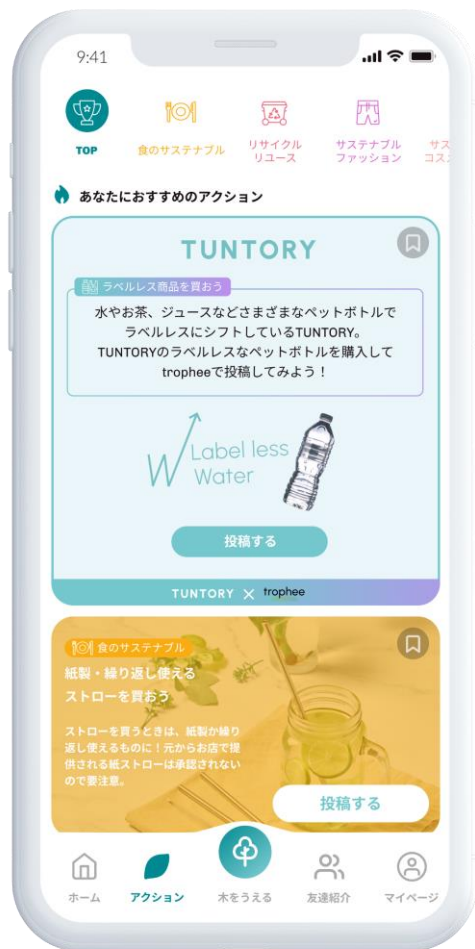 9:41
TOP
食のサステナブル
リサイクル
リユース
サステナブル
ファッション
サス
コス
あなたにおすすめのアクション
TUNTORY
ラベルレス商品を買おう
水やお茶、ジュースなどさまざまなペットボトルで
ラベルレスにシフトしているTUNTORY。
TUNTORYのラベルレスなペットボトルを購入して
tropheeで投稿してみよう！
Label less
Water
W
投稿する
TUNTORY × trophee
食のサステナブル
紙製・繰り返し使える
ストローを買おう
ストローを買うときは、紙製か繰り
返し使えるものに！元からお店で提
供される紙ストローは承認されない
ので要注意。
投稿する
ホーム
アクション
木をうえる
友達紹介
マイページ